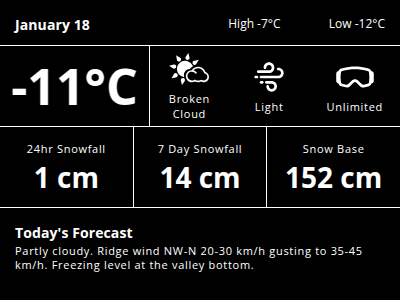 January 18 High -7°C Low -12°C
-11°C
Broken
Cloud
Light
Unlimited
24hr Snowfall 7 Day Snowfall Snow Base
1 cm 14 cm 152 cm
Today's Forecast
Partly cloudy. Ridge wind NW-N 20-30 km/h gusting to 35-45
km/h. Freezing level at the valley bottom.